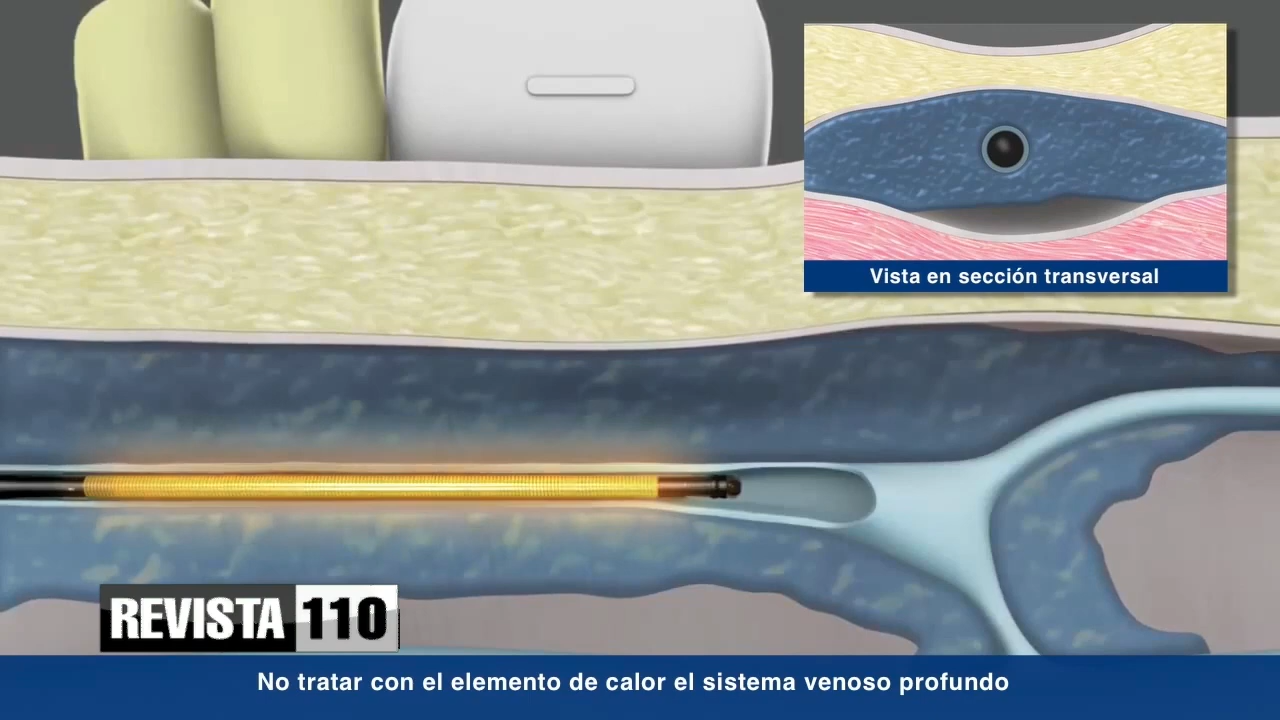 Vista en sección transversal
REVISTA 110
No tratar con el elemento de calor el sistema venoso profundo